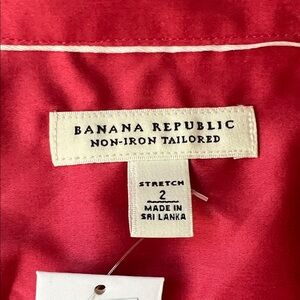 BANANA REPUBLIC
NON-IRON TAILORED
STRETCH
2
MADE IN
SRI LANKA